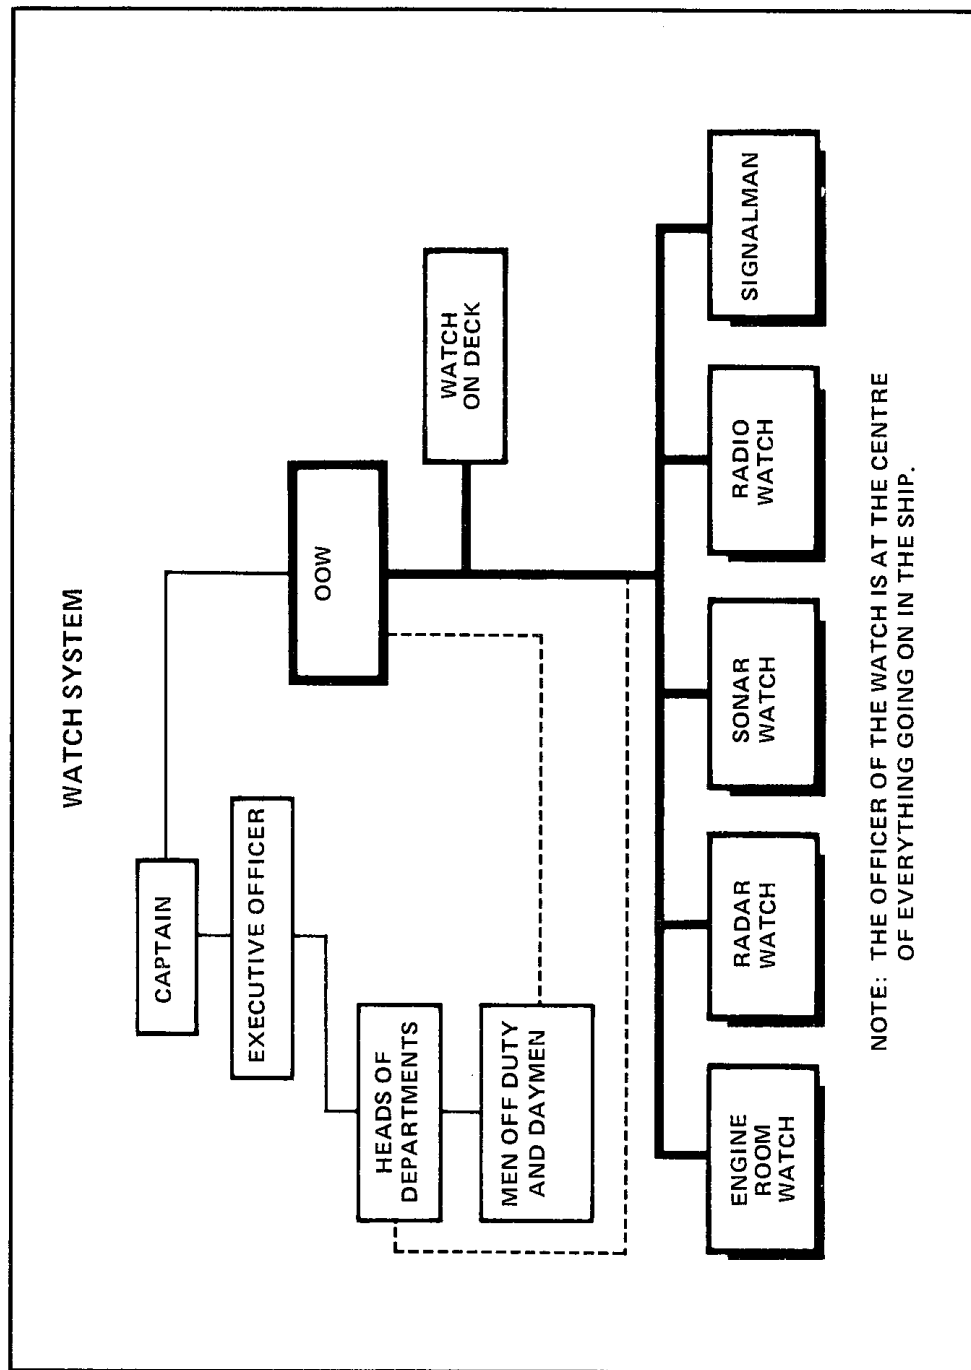 WATCH SYSTEM
CAPTAIN
EXECUTIVE OFFICER
HEADS OF
DEPARTMENTS
MEN OFF DUTY
AND DAYMEN
OOW
WATCH
ON DECK
ENGINE
ROOM
WATCH
RADAR
WATCH
SONAR
WATCH
RADIO
WATCH
SIGNALMAN
NOTE: THE OFFICER OF THE WATCH IS AT THE CENTRE
OF EVERYTHING GOING ON IN THE SHIP.